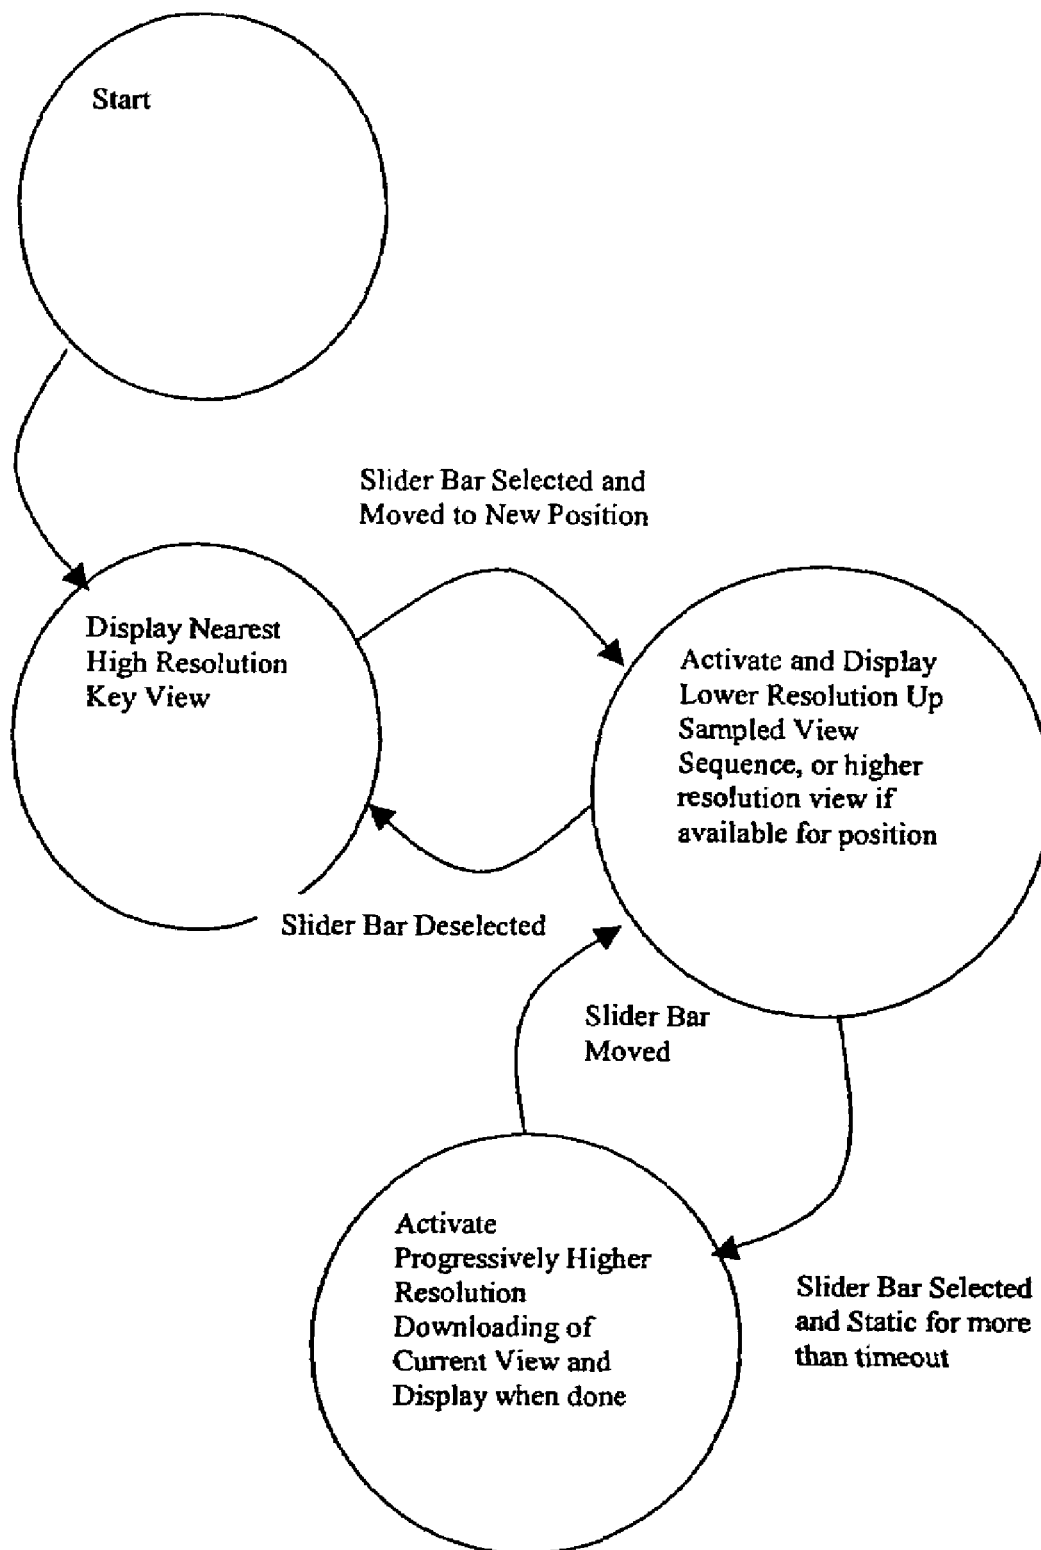 Start
Slider Bar Selected and
Moved to New Position
Display Nearest
High Resolution
Key View
Activate and Display
Lower Resolution Up
Sampled View
Sequence, or higher
resolution view if
available for position
Slider Bar Deselected
Slider Bar
Moved
Activate
Progressively Higher
Resolution
Downloading of
Current View and
Display when done
Slider Bar Selected
and Static for more
than timeout